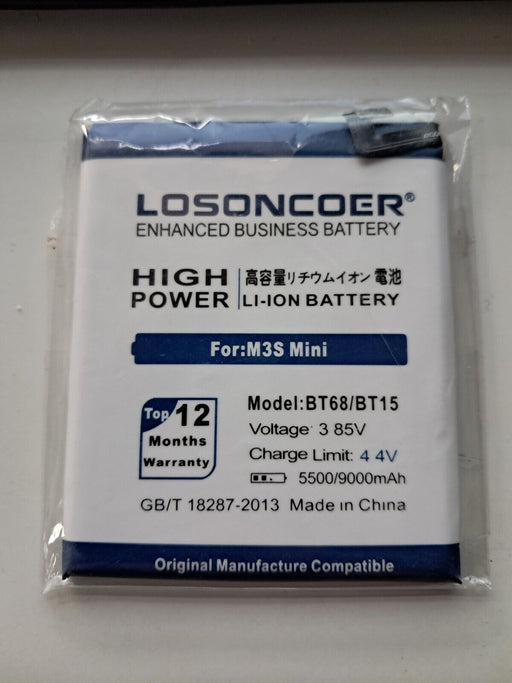 LOSONCOER®
ENHANCED BUSINESS BATTERY
HIGH POWER
高容量リチウムイオン 電池
LI-ION BATTERY
For:M3S Mini
Top 12
Months
Warranty
Model:BT68/BT15
Voltage: 3 85V
Charge Limit: 4 4V
5500/9000mAh
GB/T 18287-2013 Made in China
Original Manufacture Compatible